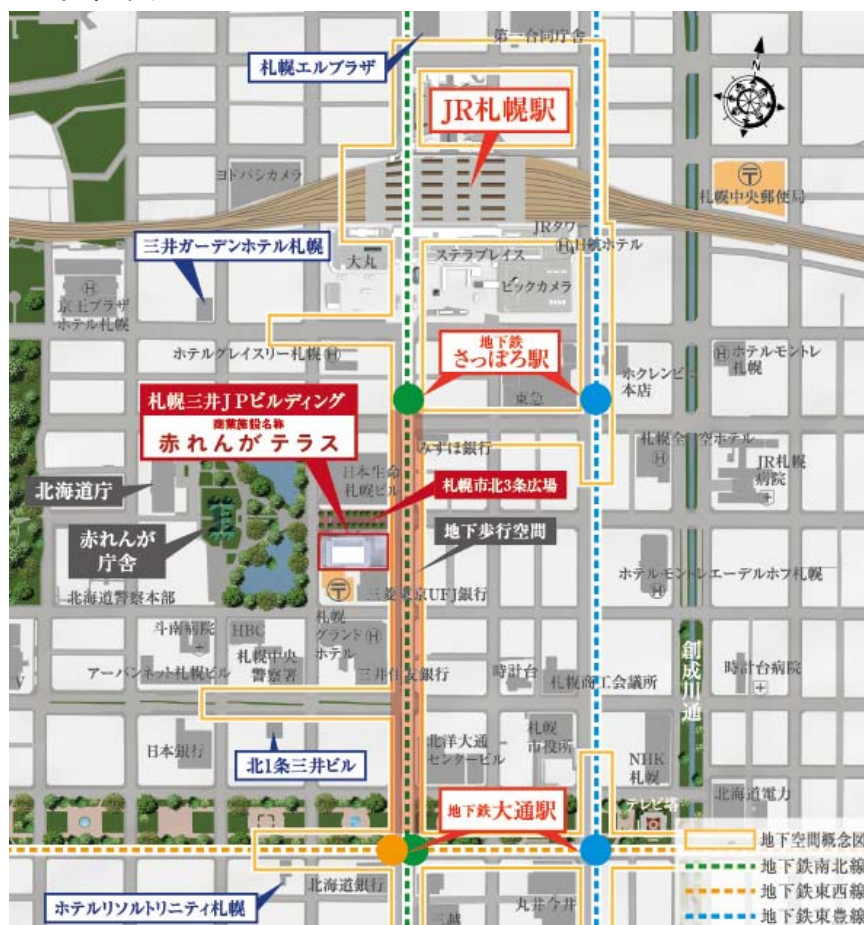 第一合同庁舎
札幌エルプラザ
N
JR札幌駅
ヨドバシカメラ
札幌中央郵便局
三井ガーデンホテル札幌
大丸
JRタワー
H日航ホテル
ステラプレイス
ビックカメラ
H
京王プラザ
ホテル札幌
ホテルグレイスリー札幌 H
地下鉄
さっぽろ駅
ホクレンビル
本店
H ホテルモントレ
札幌
東急
札幌三井JPビルディング
商業施設名称
赤れんが テラス
みずほ銀行
札幌全日空ホテル
H
日本生命
札幌ビル
JR札幌
病院
北海道庁
札幌市北3条広場
赤れんが
庁舎
地下歩行空間
ホテルモントレエーデルホフ札幌
H
北海道警察本部
三菱東京UFJ銀行
札幌
グランド H
ホテル
斗南病院
HBC
アーバンネット札幌ビル
札幌中央
警察署
三井住友銀行
時計台
札幌商工会議所
創成川通
時計台病院
V
日本銀行
北1条三井ビル
北洋大通
センタービル
札幌
市役所
NHK
札幌
北海道電力
テレビ塔
地下鉄 大通駅
北海道銀行
ホテルリソルトリニティ札幌
三越
丸井今井
地下空間概念図
地下鉄南北線
地下鉄東西線
地下鉄東豊線